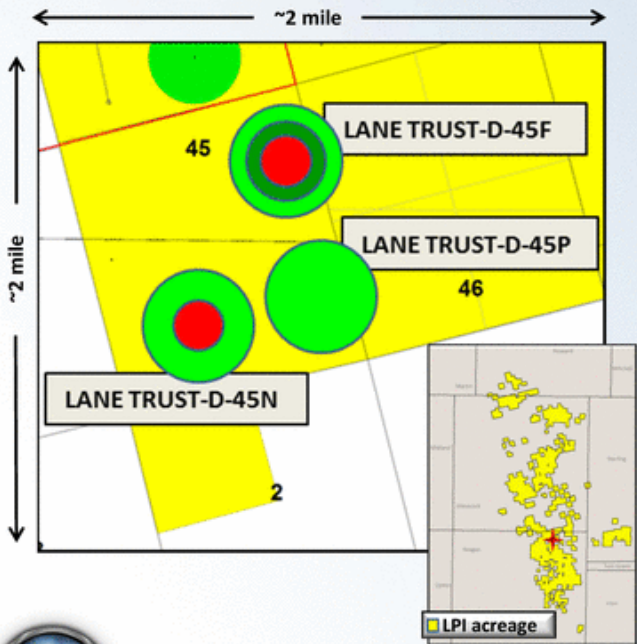 ~2 mile
~2 mile
LANE TRUST-D-45F
45
LANE TRUST-D-45P
46
LANE TRUST-D-45N
2
LPI acreage